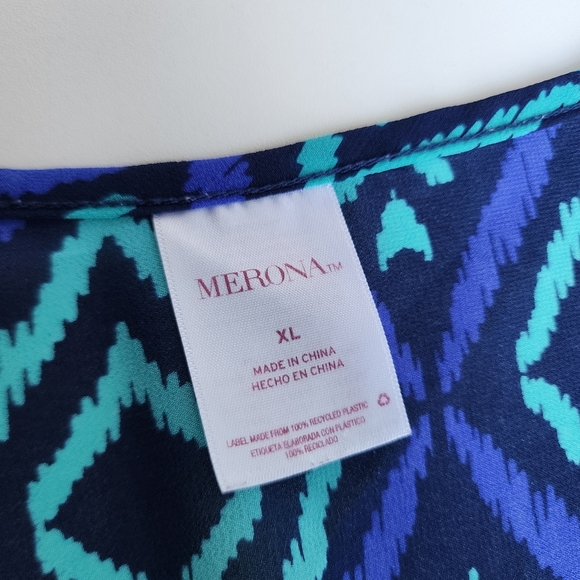 MERONA™
XL
MADE IN CHINA
HECHO EN CHINA
LABEL MADE FROM 100% RECYCLED PLASTIC
ETIQUETA ELABORADA CON PLÁSTICO
100% RECICLADO